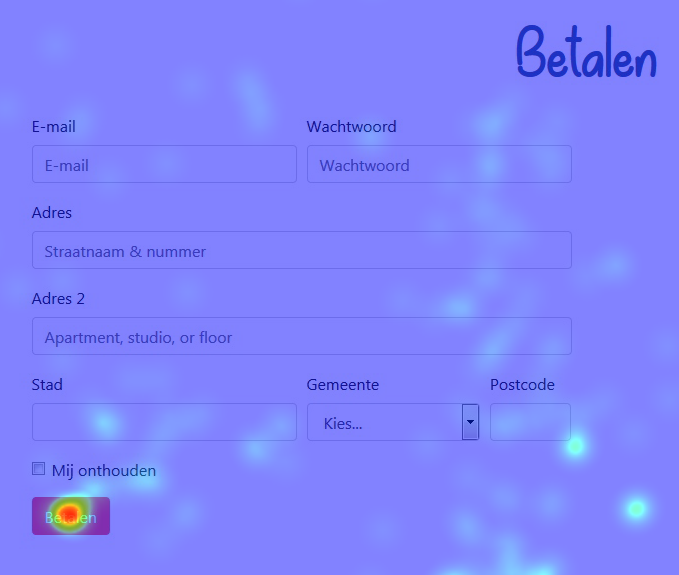 Betalen
E-mail Wachtwoord
E-mail Wachtwoord
Adres
Straatnaam & nummer
Adres 2
Apartment, studio, or floor
Stad Gemeente Postcode
Kies...
Mij onthouden
Betalen